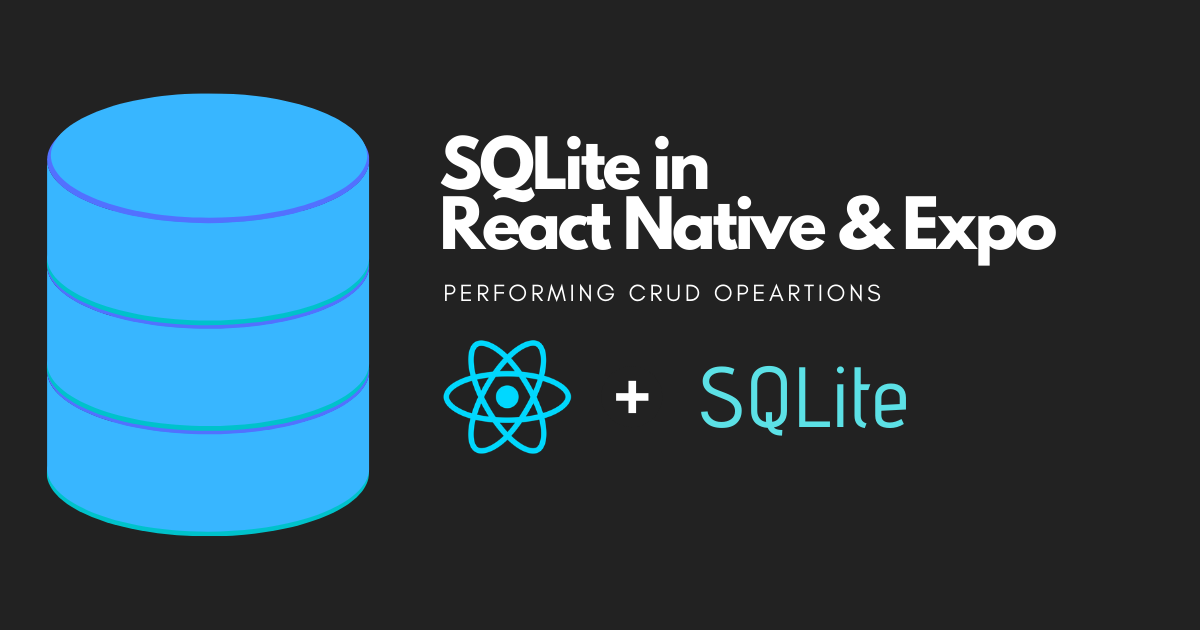 SQLite in
React Native & Expo
PERFORMING CRUD OPEARTIONS
+ SQLite